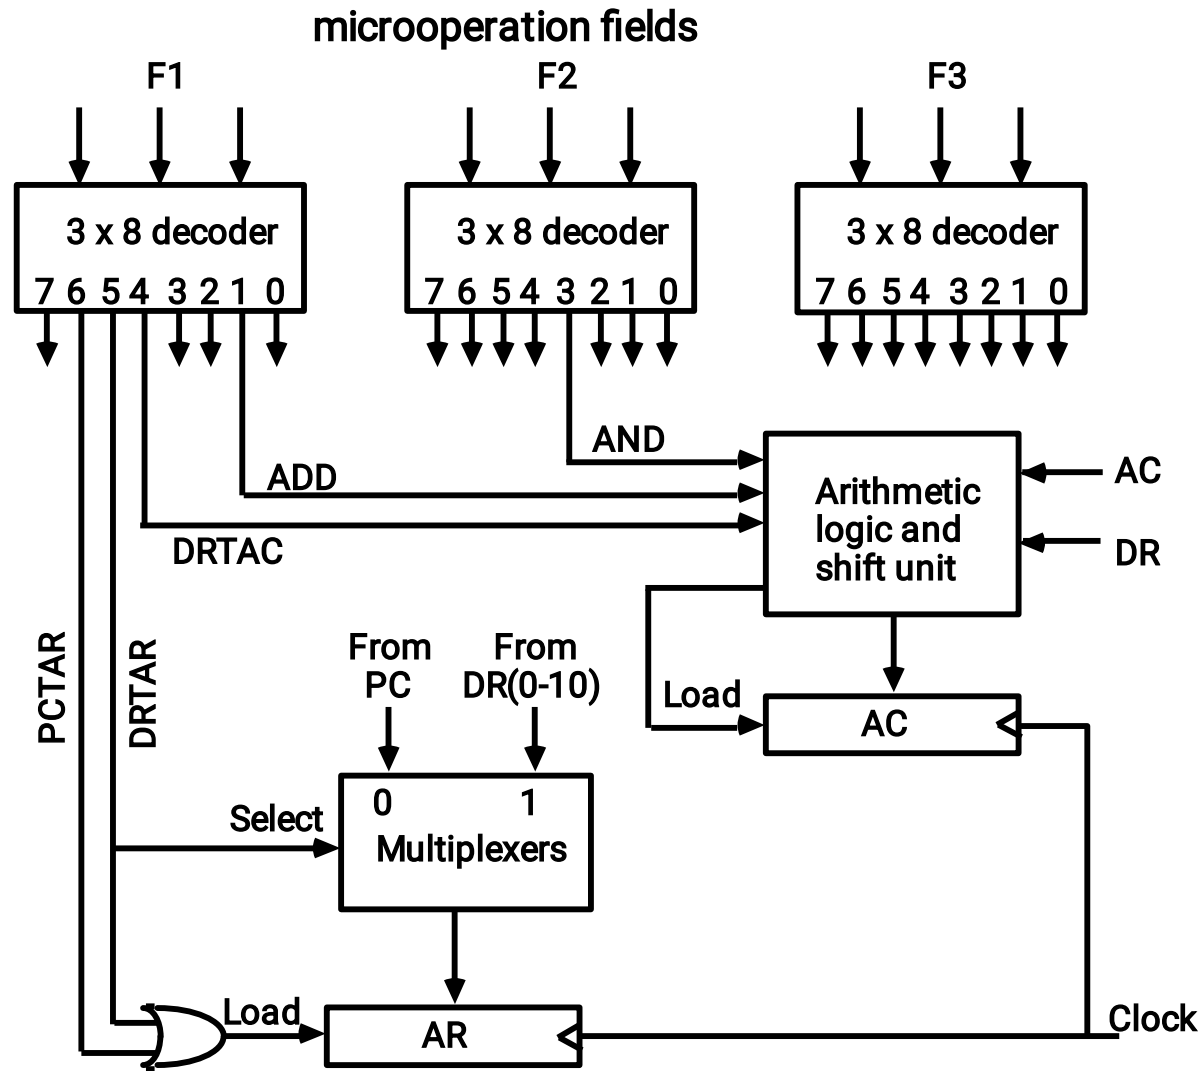 microoperation fields
F1 F2 F3
3 x 8 decoder 3 x 8 decoder 3 x 8 decoder
7 6 5 4 3 2 1 0 7 6 5 4 3 2 1 0 7 6 5 4 3 2 1 0
AND
ADD
DRTAC
Arithmetic
logic and
shift unit
AC
DR
PCTAR
DRTAR
From
PC
From
DR(0-10)
Load
AC
0 1
Select
Multiplexers
Load
AR
Clock